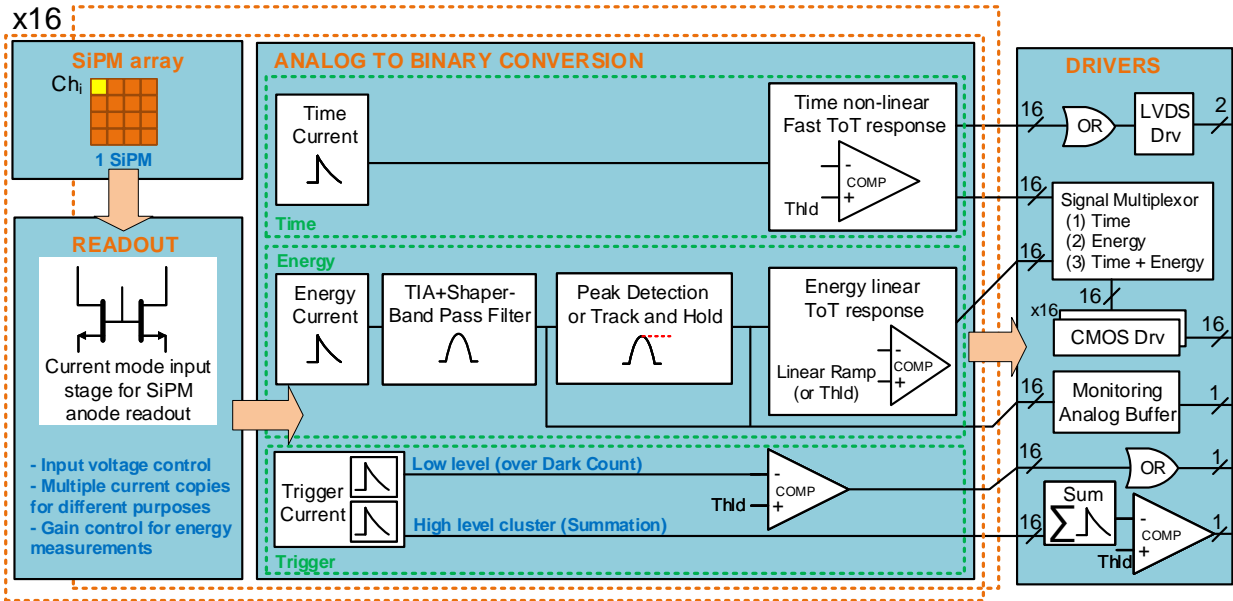 x16
SiPM array
Chi
1 SiPM
READOUT
Current mode input
stage for SiPM
anode readout
- Input voltage control
- Multiple current copies
for different purposes
- Gain control for energy
measurements
ANALOG TO BINARY CONVERSION
Time
Current
Time non-linear
Fast ToT response
-
COMP
+
Thld
Time
Energy
Energy
Current
TIA+Shaper-
Band Pass Filter
Peak Detection
or Track and Hold
Energy linear
ToT response
-
COMP
Linear Ramp +
(or Thld)
Trigger
Current
Low level (over Dark Count)
-
COMP
Thld +
High level cluster (Summation)
Trigger
DRIVERS
16
OR
LVDS
Drv
2
16
Signal Multiplexor
(1) Time
(2) Energy
(3) Time + Energy
16
16
x16
CMOS Drv
16
16
Monitoring
Analog Buffer
1
16
OR
1
16
Sum
∑
-
COMP
+
Thld
1